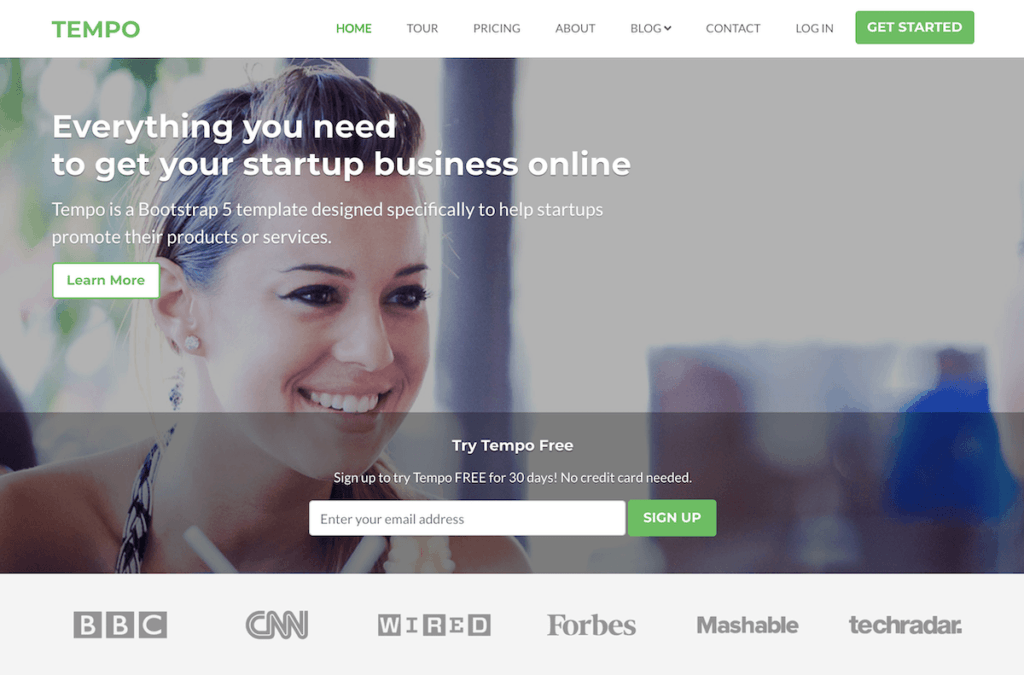 TEMPO
HOME
TOUR
PRICING
ABOUT
BLOG
CONTACT
LOG IN
GET STARTED
Everything you need
to get your startup business online
Tempo is a Bootstrap 5 template designed specifically to help startups
promote their products or services.
Learn More
Try Tempo Free
Sign up to try Tempo FREE for 30 days! No credit card needed.
Enter your email address
SIGN UP
BBC
CNN
WIRED
Forbes
Mashable
techradar.